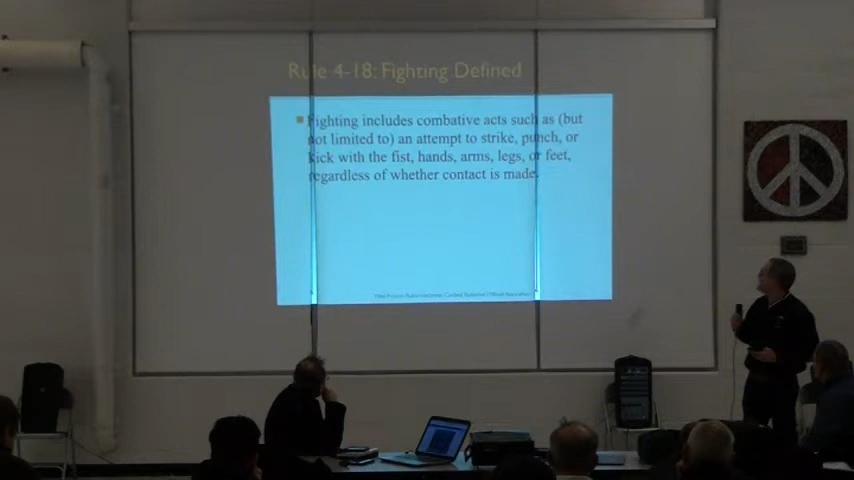 Rule 4-18: Fighting Defined
Fighting includes combative acts such as (but
not limited to) an attempt to strike, punch, or
kick with the fist, hands, arms, legs, or feet,
regardless of whether contact is made.